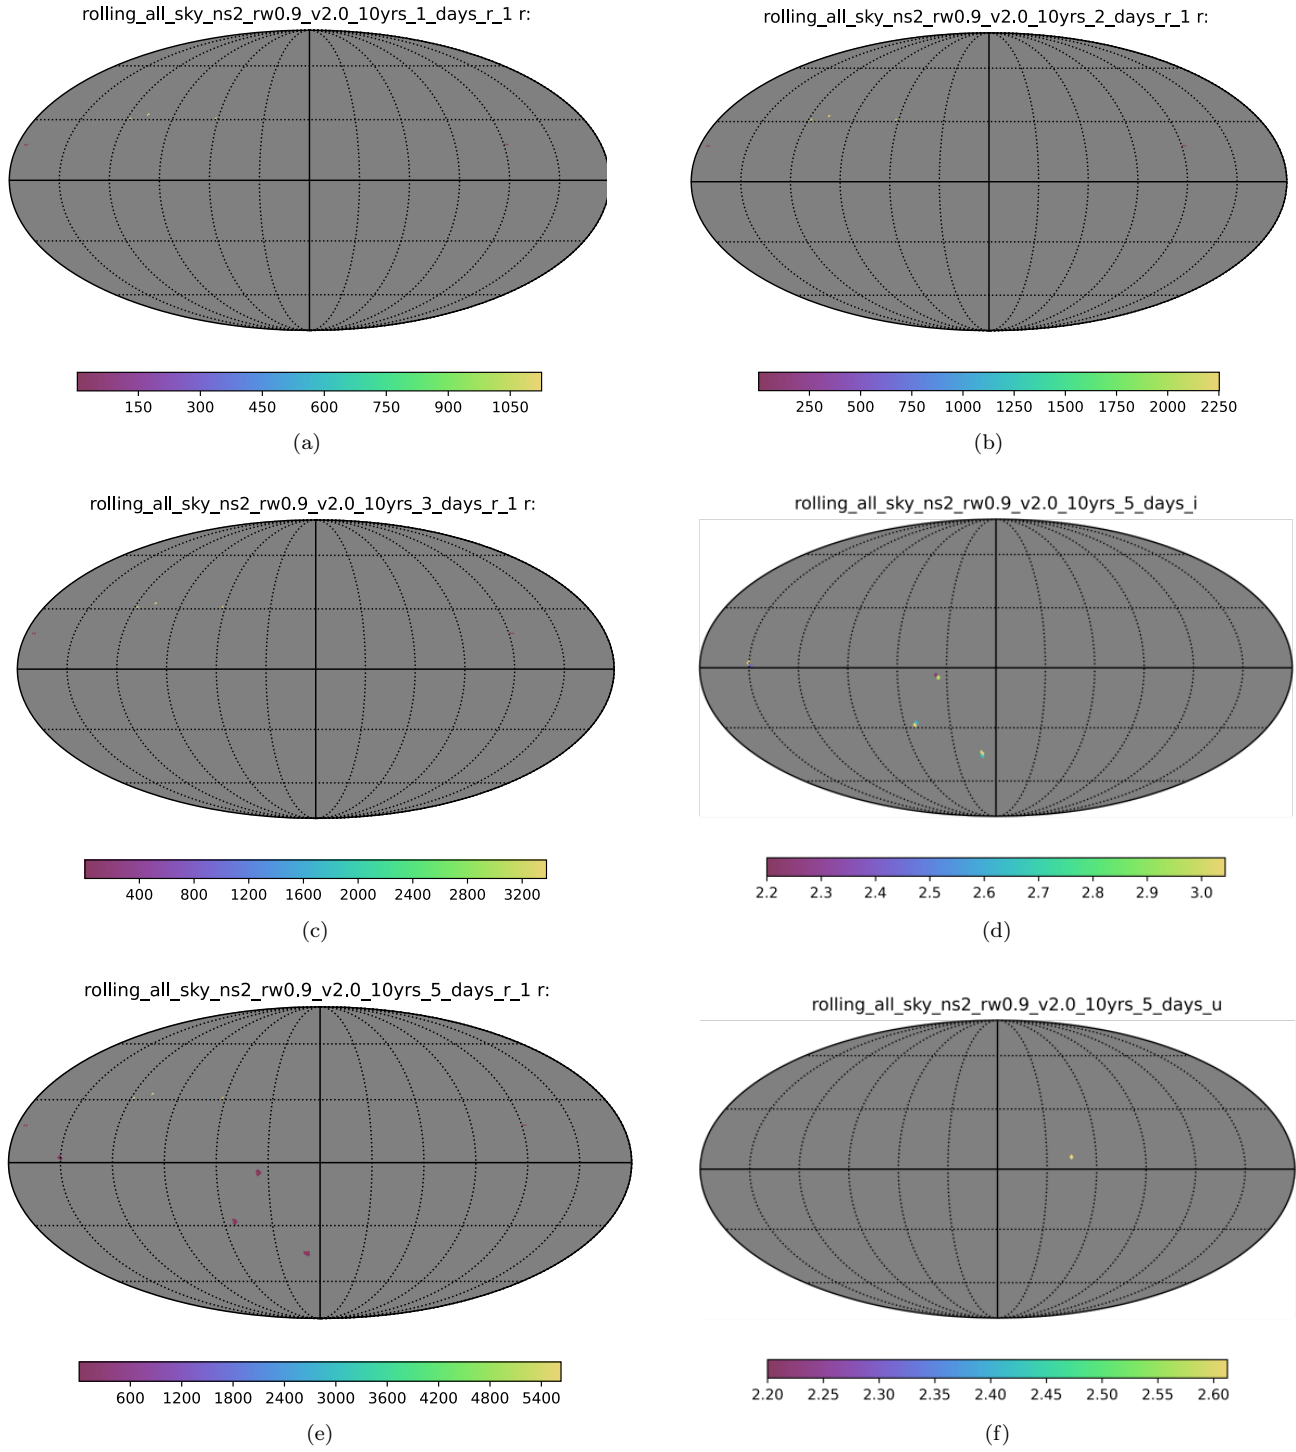 rolling_all_sky_ns2_rw0.9_v2.0_10yrs_1_days_r_1 r:
150 300 450 600 750 900 1050
(a)
rolling_all_sky_ns2_rw0.9_v2.0_10yrs_2_days_r_1 r:
250 500 750 1000 1250 1500 1750 2000 2250
(b)
rolling_all_sky_ns2_rw0.9_v2.0_10yrs_3_days_r_1 r:
400 800 1200 1600 2000 2400 2800 3200
(c)
rolling_all_sky_ns2_rw0.9_v2.0_10yrs_5_days_i
2.2 2.3 2.4 2.5 2.6 2.7 2.8 2.9 3.0
(d)
rolling_all_sky_ns2_rw0.9_v2.0_10yrs_5_days_r_1 r:
600 1200 1800 2400 3000 3600 4200 4800 5400
(e)
rolling_all_sky_ns2_rw0.9_v2.0_10yrs_5_days_u
2.20 2.25 2.30 2.35 2.40 2.45 2.50 2.55 2.60
(f)